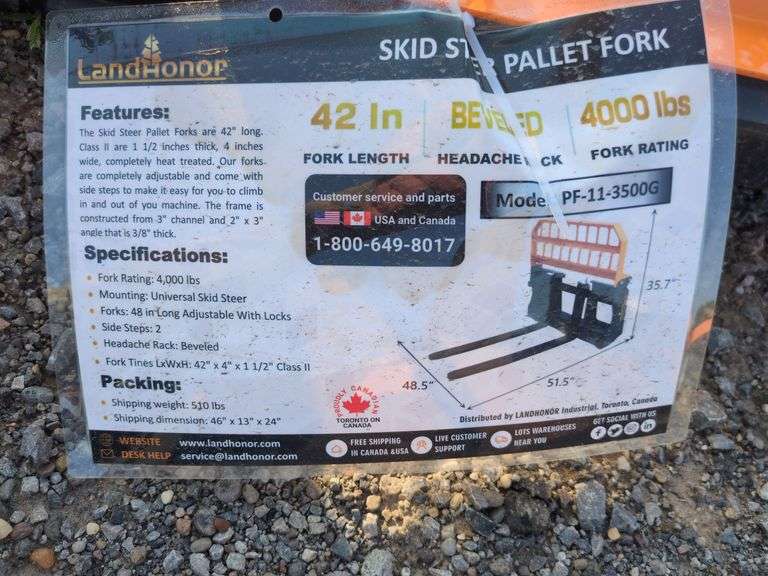 LandHonor
SKID ST PALLET FORK
Features:
The Skid Steer Pallet Forks are 42" long.
Class II are 1 1/2 inches thick, 4 inches
wide, completely heat treated. Our forks
are completely adjustable and come with
side steps to make it easy for you to climb
in and out of you machine. The frame is
constructed from 3" channel and 2" x 3"
angle that is 3/8" thick.
42 In
FORK LENGTH
BEVELED
HEADACHE
4000 lbs
FORK RATING
Customer service and parts
USA and Canada
1-800-649-8017
Model PF-11-3500G
35.7"
48.5"
51.5"
Specifications:
Fork Rating: 4,000 lbs
Mounting: Universal Skid Steer
Forks: 48 in Long Adjustable With Locks
Side Steps: 2
Headache Rack: Beveled
Fork Tines LxWxH: 42" x 4" x 1 1/2" Class II
Packing:
Shipping weight: 510 lbs
Shipping dimension: 46" x 13" x 24"
PROUDLY CANADIAN
TORONTO ON
CANADA
Distributed by LANDHONOR Industrial, Toronto, Canada
GET SOCIAL WITH US
WEBSITE www.landhonor.com
DESK HELP service@landhonor.com
FREE SHIPPING
IN CANADA &USA
LIVE CUSTOMER
SUPPORT
LOTS WAREHOUSES
NEAR YOU